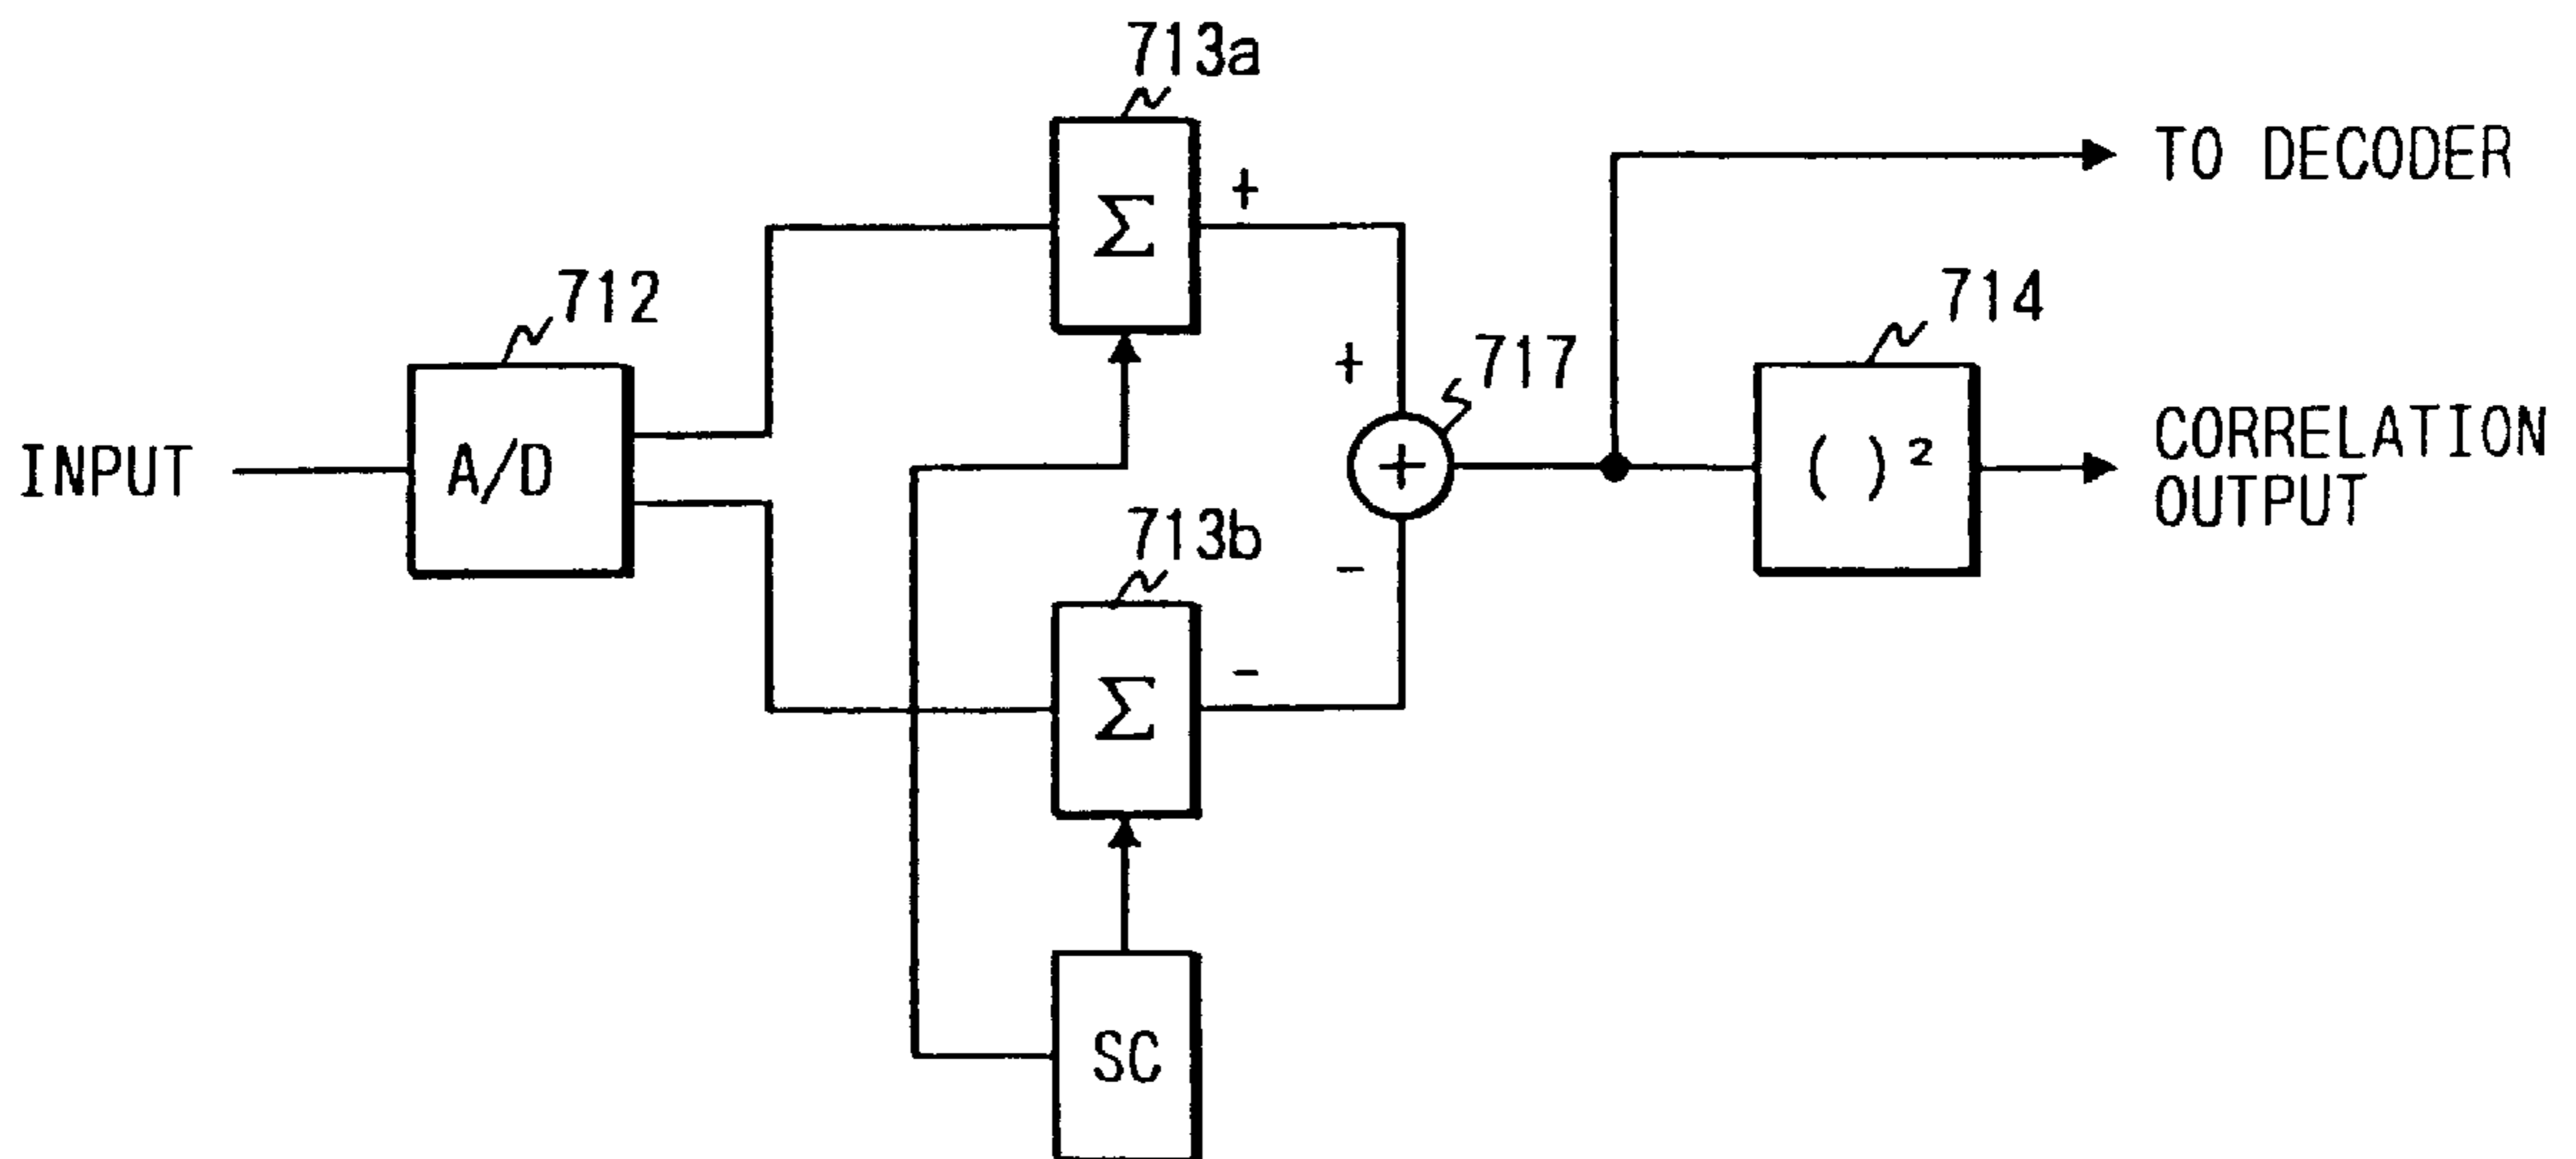 713a
Σ
+
TO DECODER
712
714
+
717
INPUT
A/D
+
( )²
CORRELATION
OUTPUT
713b
-
Σ
-
SC